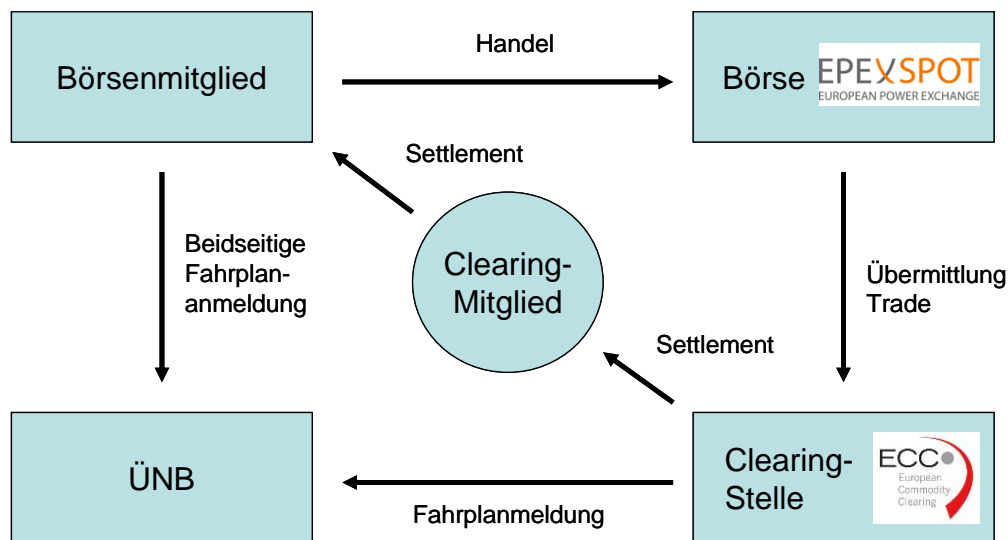 Handel
Börsenmitglied
Börse
EPEXSPOT
EUROPEAN POWER EXCHANGE
Settlement
Beidseitige
Fahrplan-
anmeldung
Clearing-
Mitglied
Übermittlung
Trade
Settlement
ÜNB
Clearing-
Stelle
ECC
European
Commodity
Clearing
Fahrplanmeldung